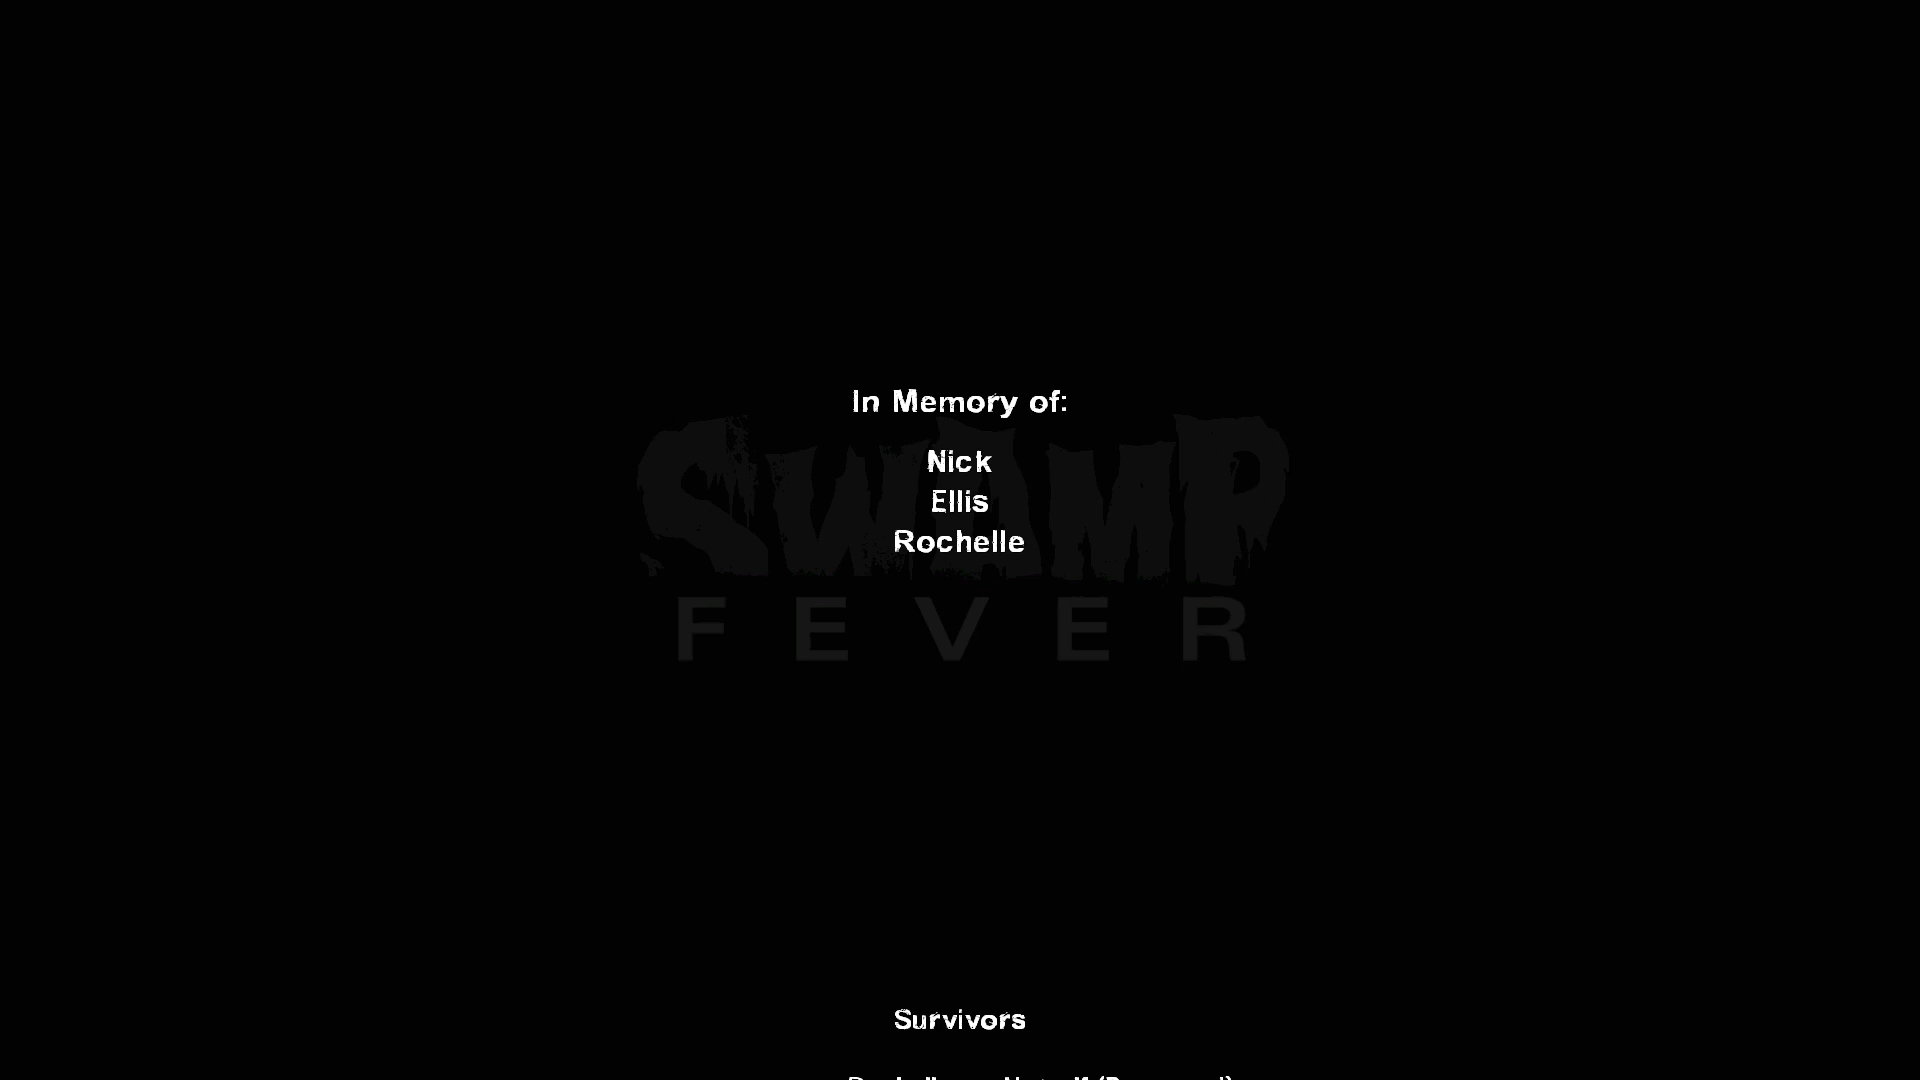 In Memory of:
SWAMP
Nick
Ellis
Rochelle
FEVER
Survivors